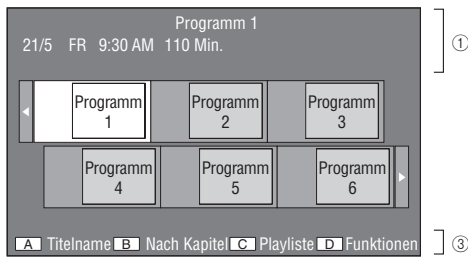 Programm 1
21/5 FR 9:30 AM 110 Min.
①
Programm 1
Programm 2
Programm 3
Programm 4
Programm 5
Programm 6
A Titelname B Nach Kapitel C Playliste D Funktionen
③